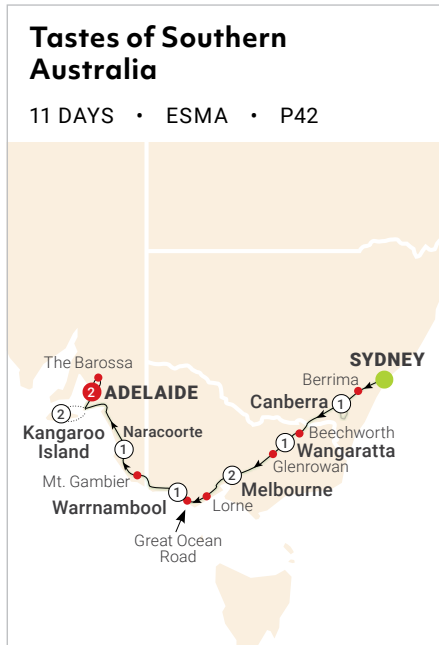 Tastes of Southern
Australia
11 DAYS • ESMA • P42
SYDNEY
Berrima
Canberra
1
The Barossa
2
ADELAIDE
2
Kangaroo
Island
Naracoorte
1
Beechworth
1
Wangaratta
Glenrowan
2
Melbourne
Mt. Gambier
1
Warrnambool
Lorne
Great Ocean
Road